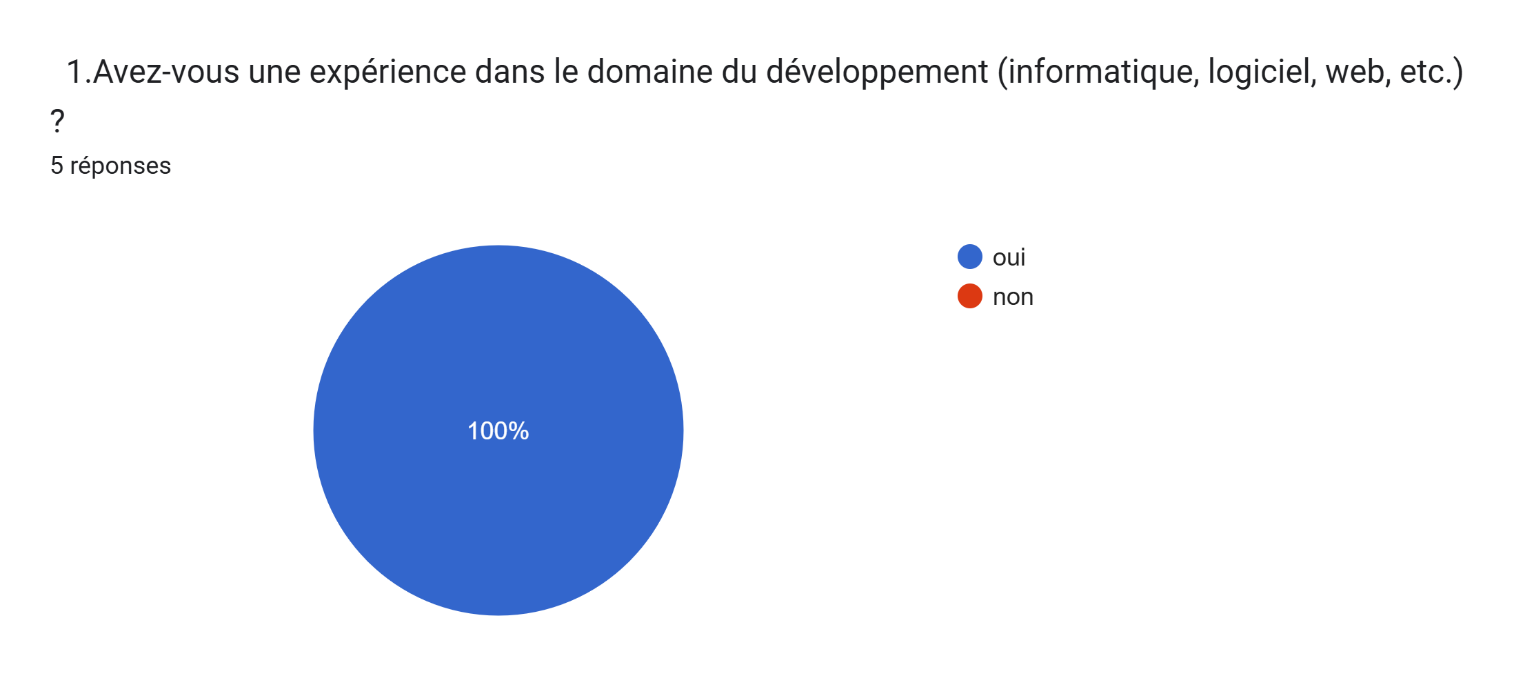 1.Avez-vous une expérience dans le domaine du développement (informatique, logiciel, web, etc.)
?
5 réponses
oui
non
100%